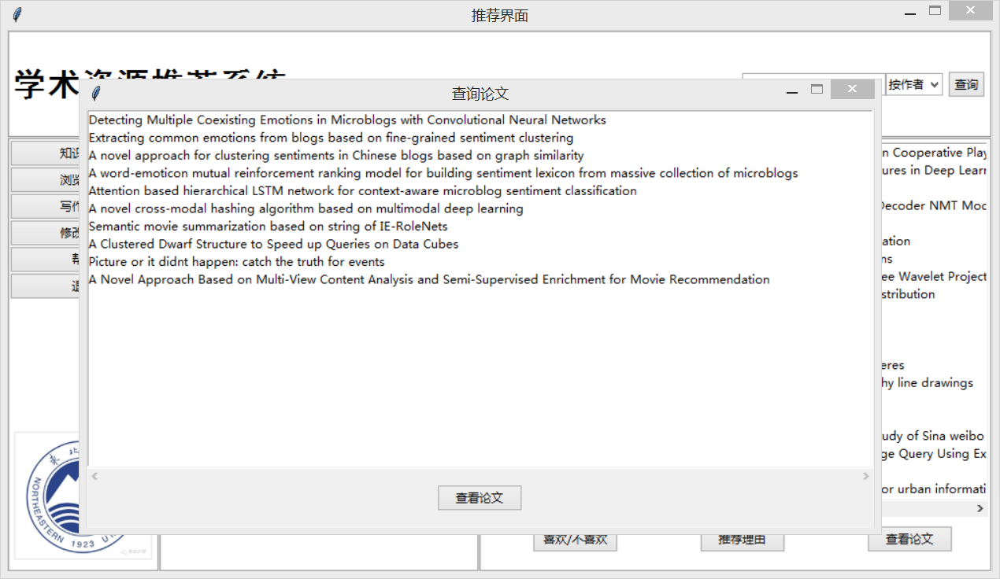 推荐界面
学术资源推荐系统
按作者
查询
查询论文
Detecting Multiple Coexisting Emotions in Microblogs with Convolutional Neural Networks
Extracting common emotions from blogs based on fine-grained sentiment clustering
A novel approach for clustering sentiments in Chinese blogs based on graph similarity
A word-emoticon mutual reinforcement ranking model for building sentiment lexicon from massive collection of microblogs
Attention based hierarchical LSTM network for context-aware microblog sentiment classification
A novel cross-modal hashing algorithm based on multimodal deep learning
Semantic movie summarization based on string of IE-RoleNets
A Clustered Dwarf Structure to Speed up Queries on Data Cubes
Picture or it didnt happen: catch the truth for events
A Novel Approach Based on Multi-View Content Analysis and Semi-Supervised Enrichment for Movie Recommendation
查看论文
知识
浏览
写作
修改
n Cooperative Play
ures in Deep Learn
Decoder NMT Mod
ation
ns
ee Wavelet Project
stribution
eres
hy line drawings
udy of Sina weibo
ge Query Using Ex
or urban informati
东北
NORTHEASTERN
1923
喜欢/不喜欢
推荐理由
查看论文